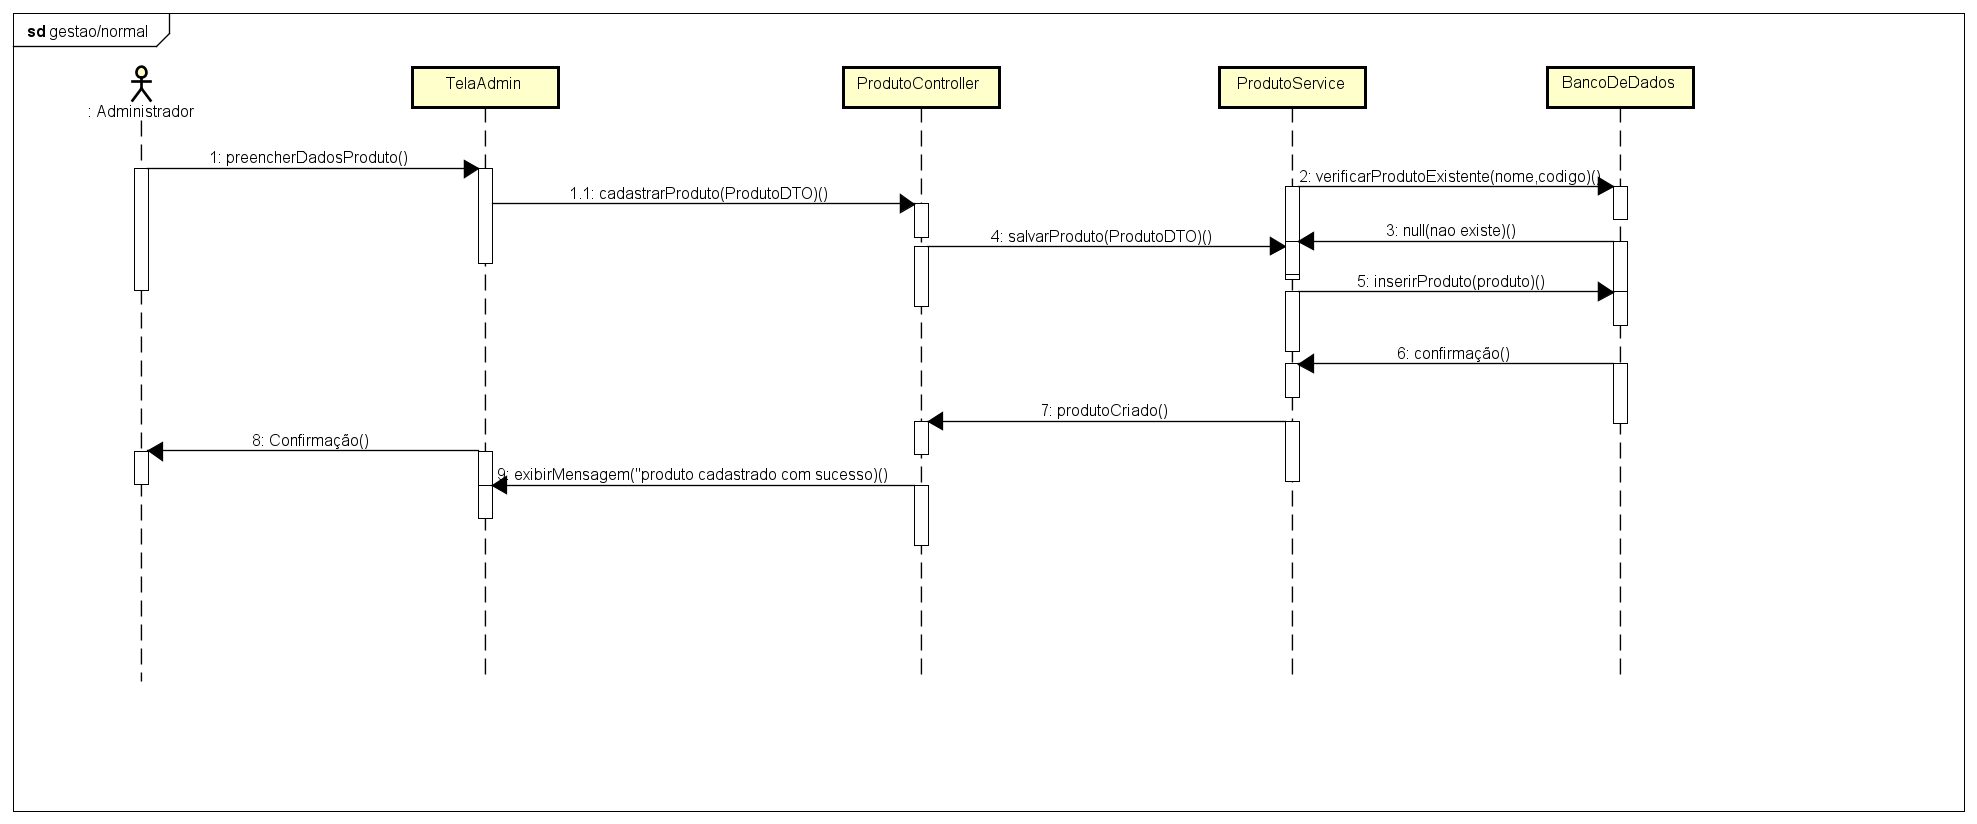 sd gestao/normal
: Administrador
TelaAdmin
ProdutoController
ProdutoService
BancoDeDados
1: preencherDadosProduto()
1.1: cadastrarProduto(ProdutoDTO)()
2: verificarProdutoExistente(nome,codigo)()
4: salvarProduto(ProdutoDTO)()
3: null(nao existe)()
5: inserirProduto(produto)()
6: confirmação()
7: produtoCriado()
8: Confirmação()
9: exibirMensagem("produto cadastrado com sucesso)()